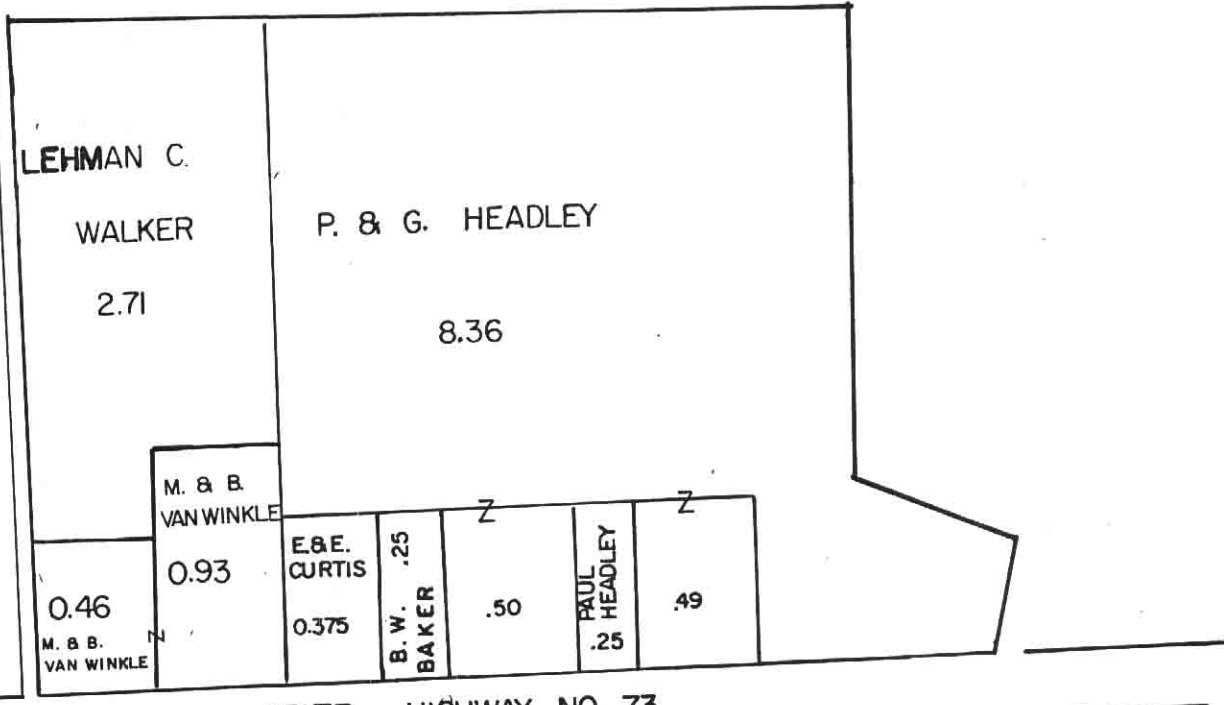 LEHMAN C.
WALKER
2.71
P. & G. HEADLEY
8.36
M. & B.
VAN WINKLE
0.93
0.46
M. & B.
VAN WINKLE
Z
E.&E.
CURTIS
0.375
B. W. .25
BAKER
Z
.50
PAUL
HEADLEY
.25
Z
.49
HIGHWAY NO. 73